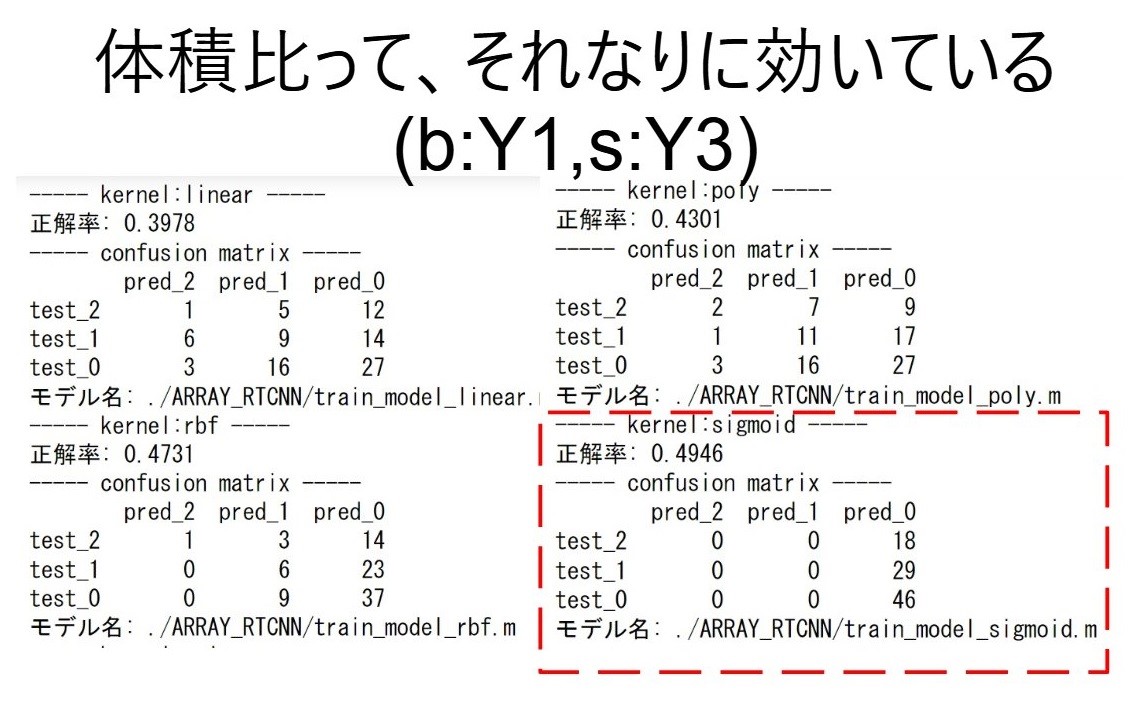 体積比って、それなりに効いている
(b:Y1,s:Y3)
----- kernel:linear -----
正解率: 0.3978
----- confusion matrix -----
pred_2 pred_1 pred_0
test_2 1 5 12
test_1 6 9 14
test_0 3 16 27
モデル名: ./ARRAY_RTCNN/train_model_linear.
----- kernel:poly -----
正解率: 0.4301
----- confusion matrix -----
pred_2 pred_1 pred_0
test_2 2 7 9
test_1 1 11 17
test_0 3 16 27
モデル名: ./ARRAY_RTCNN/train_model_poly.m
----- kernel:rbf -----
正解率: 0.4731
----- confusion matrix -----
pred_2 pred_1 pred_0
test_2 1 3 14
test_1 0 6 23
test_0 0 9 37
モデル名: ./ARRAY_RTCNN/train_model_rbf.m
----- kernel:sigmoid -----
正解率: 0.4946
----- confusion matrix -----
pred_2 pred_1 pred_0
test_2 0 0 18
test_1 0 0 29
test_0 0 0 46
モデル名: ./ARRAY_RTCNN/train_model_sigmoid.m